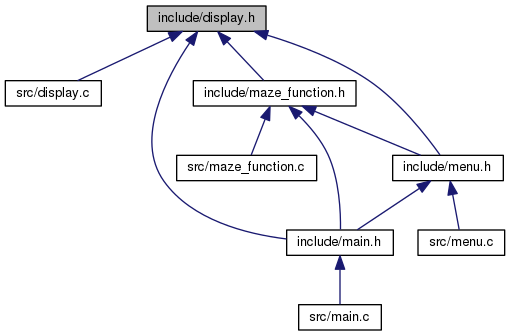 include/display.h
src/display.c
include/maze_function.h
src/maze_function.c
include/menu.h
include/main.h
src/menu.c
src/main.c